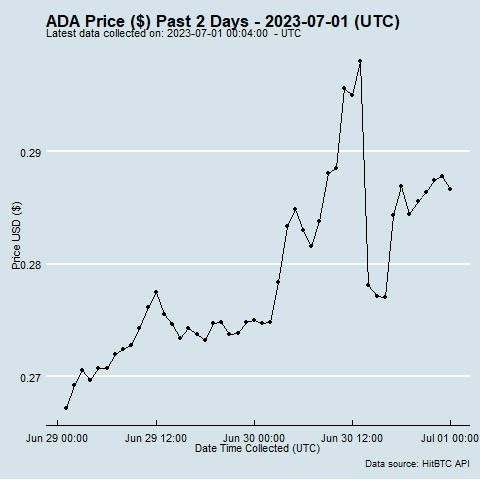 ADA Price ($) Past 2 Days - 2023-07-01 (UTC)
Latest data collected on: 2023-07-01 00:04:00 - UTC
0.29
0.28
0.27
Price USD ($)
Jun 29 00:00 Jun 29 12:00 Jun 30 00:00 Jun 30 12:00 Jul 01 00:00
Date Time Collected (UTC)
Data source: HitBTC API